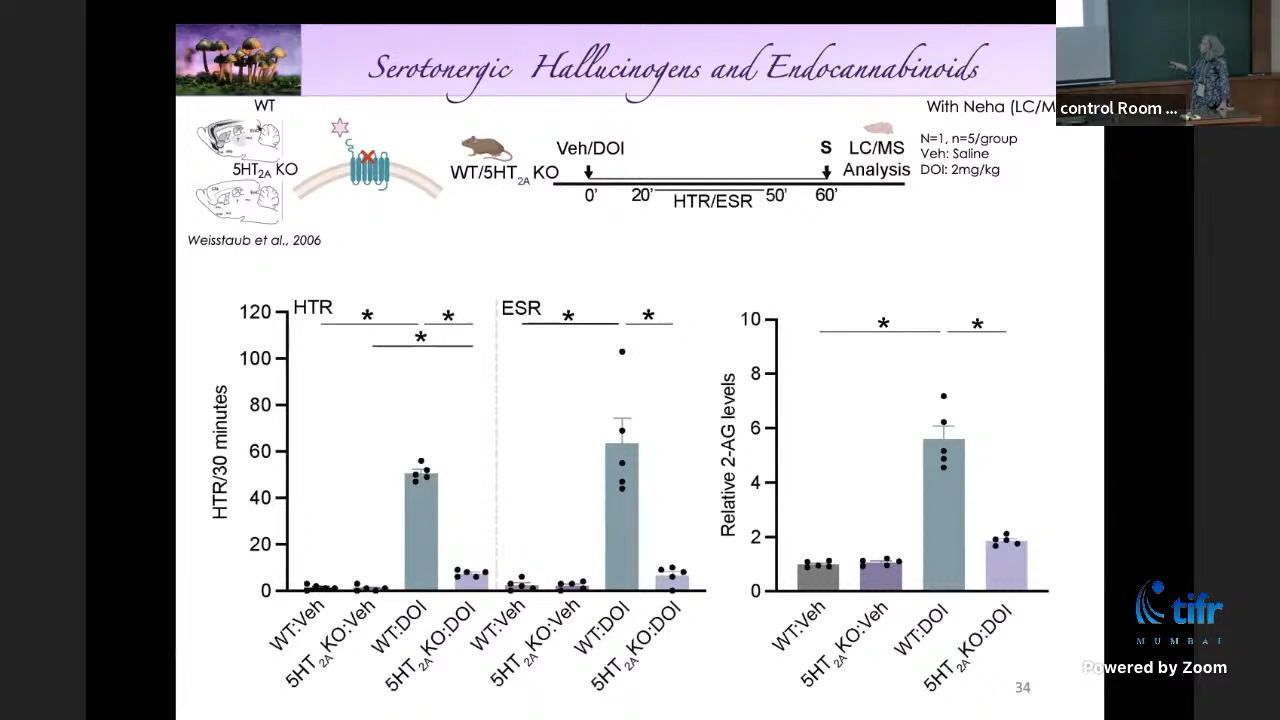 Serotonergic Hallucinogens and Endocannabinoids
With Neha (LC/M
control Room ...
WT
5HT2A KO
Weisstaub et al., 2006
WT/5HT2A KO
Veh/DOI
S
LC/MS
Analysis
0'
20'
HTR/ESR
50'
60'
N=1, n=5/group
Veh: Saline
DOI: 2mg/kg
HTR/30 minutes
120
100
80
60
40
20
0
HTR
*
*
*
ESR
*
*
WT:Veh
5HT2A KO:Veh
WT:DOI
5HT2A KO:DOI
WT:Veh
5HT2A KO:Veh
WT:DOI
5HT2A KO:DOI
Relative 2-AG levels
10
8
6
4
2
0
*
*
WT:Veh
5HT2A KO:Veh
WT:DOI
5HT2A KO:DOI
34
tifr
MUMBAI
Powered by Zoom